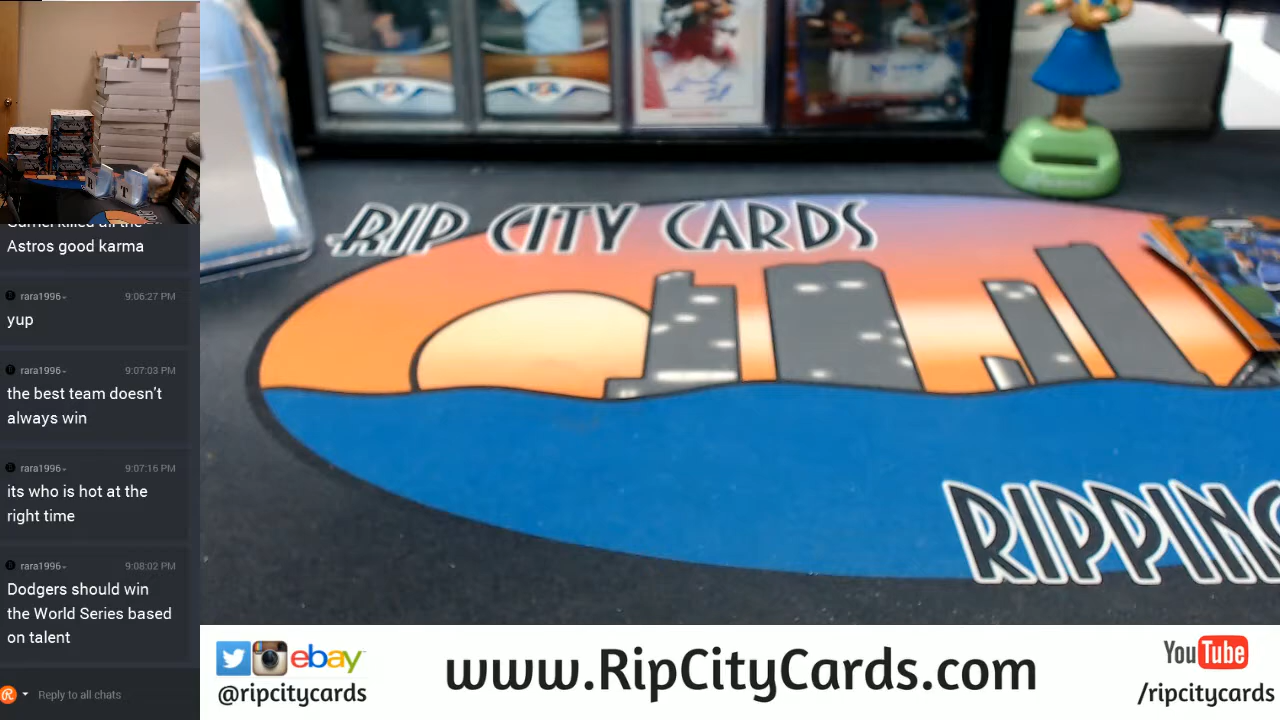 Astros good karma
rara1996
9:06:27 PM
yup
rara1996
9:07:03 PM
the best team doesn't
always win
rara1996
9:07:16 PM
its who is hot at the
right time
rara1996
9:08:02 PM
Dodgers should win
the World Series based
on talent
Reply to all chats
RIP CITY CARDS
RIPPING
ebay
@ripcitycards
www.RipCityCards.com
YouTube
/ripcitycards